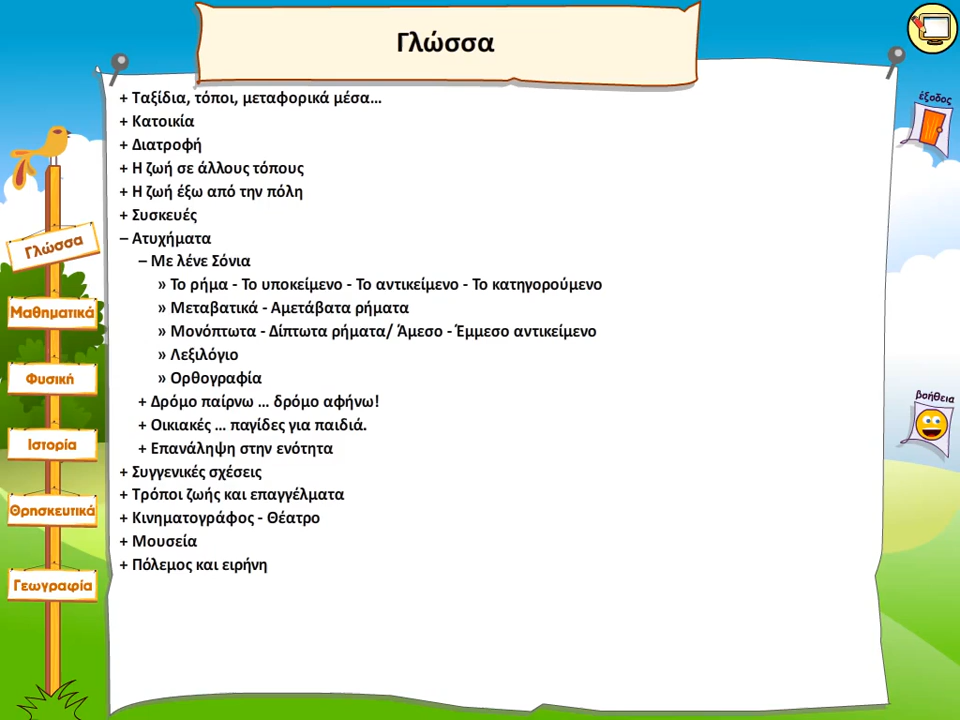 Γλώσσα
+ Ταξίδια, τόποι, μεταφορικά μέσα...
+ Κατοικία
+ Διατροφή
+ Η ζωή σε άλλους τόπους
+ Η ζωή έξω από την πόλη
+ Συσκευές
– Ατυχήματα
– Με λένε Σόνια
» Το ρήμα - Το υποκείμενο - Το αντικείμενο - Το κατηγορούμενο
» Μεταβατικά - Αμετάβατα ρήματα
» Μονόπτωτα - Δίπτωτα ρήματα/ Άμεσο - Έμμεσο αντικείμενο
» Λεξιλόγιο
» Ορθογραφία
+ Δρόμο παίρνω ... δρόμο αφήνω!
+ Οικιακές ... παγίδες για παιδιά.
+ Επανάληψη στην ενότητα
+ Συγγενικές σχέσεις
+ Τρόποι ζωής και επαγγέλματα
+ Κινηματογράφος - Θέατρο
+ Μουσεία
+ Πόλεμος και ειρήνη
Γλώσσα
Μαθηματικά
Φυσική
Ιστορία
Θρησκευτικά
Γεωγραφία
έξοδος
βοήθεια